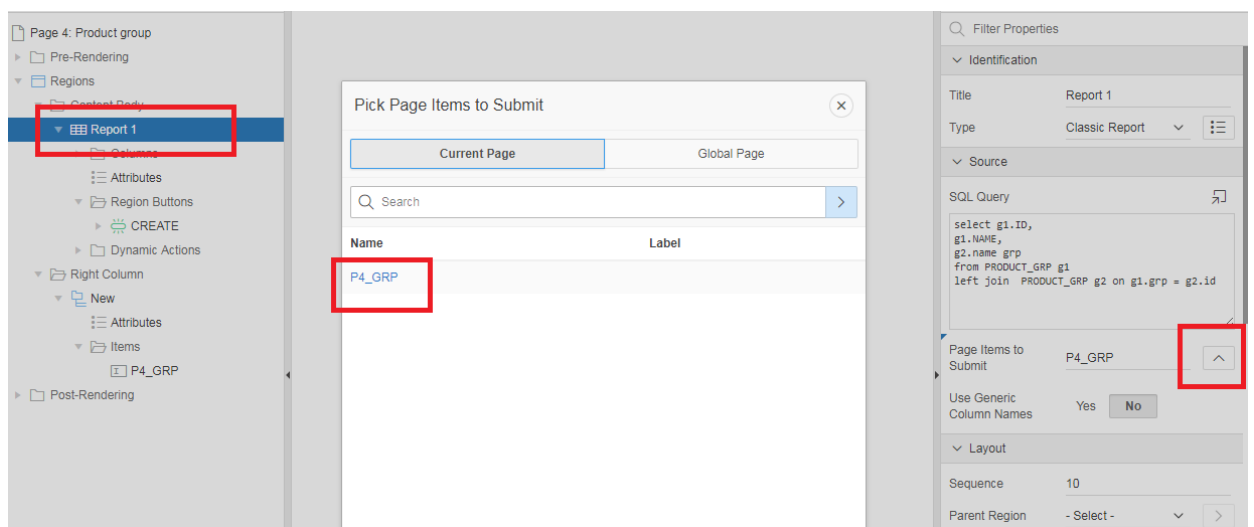 Page 4: Product group
Pre-Rendering
Regions
Content Body
Report 1
Columns
Attributes
Region Buttons
CREATE
Dynamic Actions
Right Column
New
Attributes
Items
P4_GRP
Post-Rendering
Pick Page Items to Submit
Current Page Global Page
Search
Name Label
P4_GRP
Filter Properties
Identification
Title Report 1
Type Classic Report
Source
SQL Query
select g1.ID,
g1.NAME,
g2.name grp
from PRODUCT_GRP g1
left join PRODUCT_GRP g2 on g1.grp = g2.id
Page Items to
Submit P4_GRP
Use Generic
Column Names Yes No
Layout
Sequence 10
Parent Region - Select -